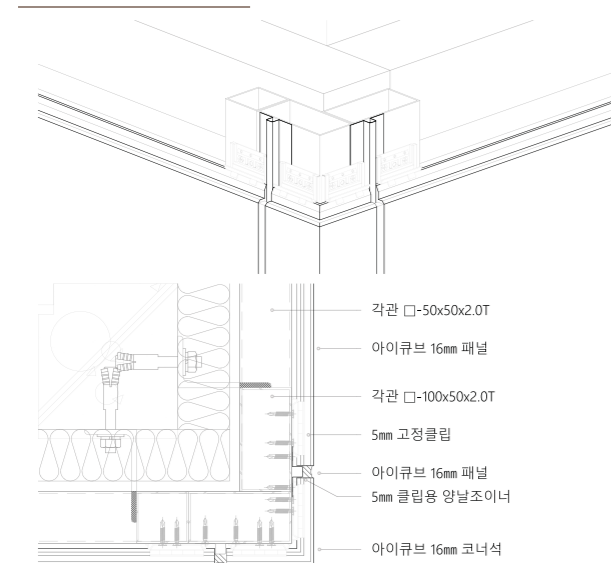 각관 □-50x50x2.0T
아이큐브 16㎜ 패널
각관 □-100x50x2.0T
5㎜ 고정클립
아이큐브 16㎜ 패널
5㎜ 클립용 양날조이너
아이큐브 16㎜ 코너석